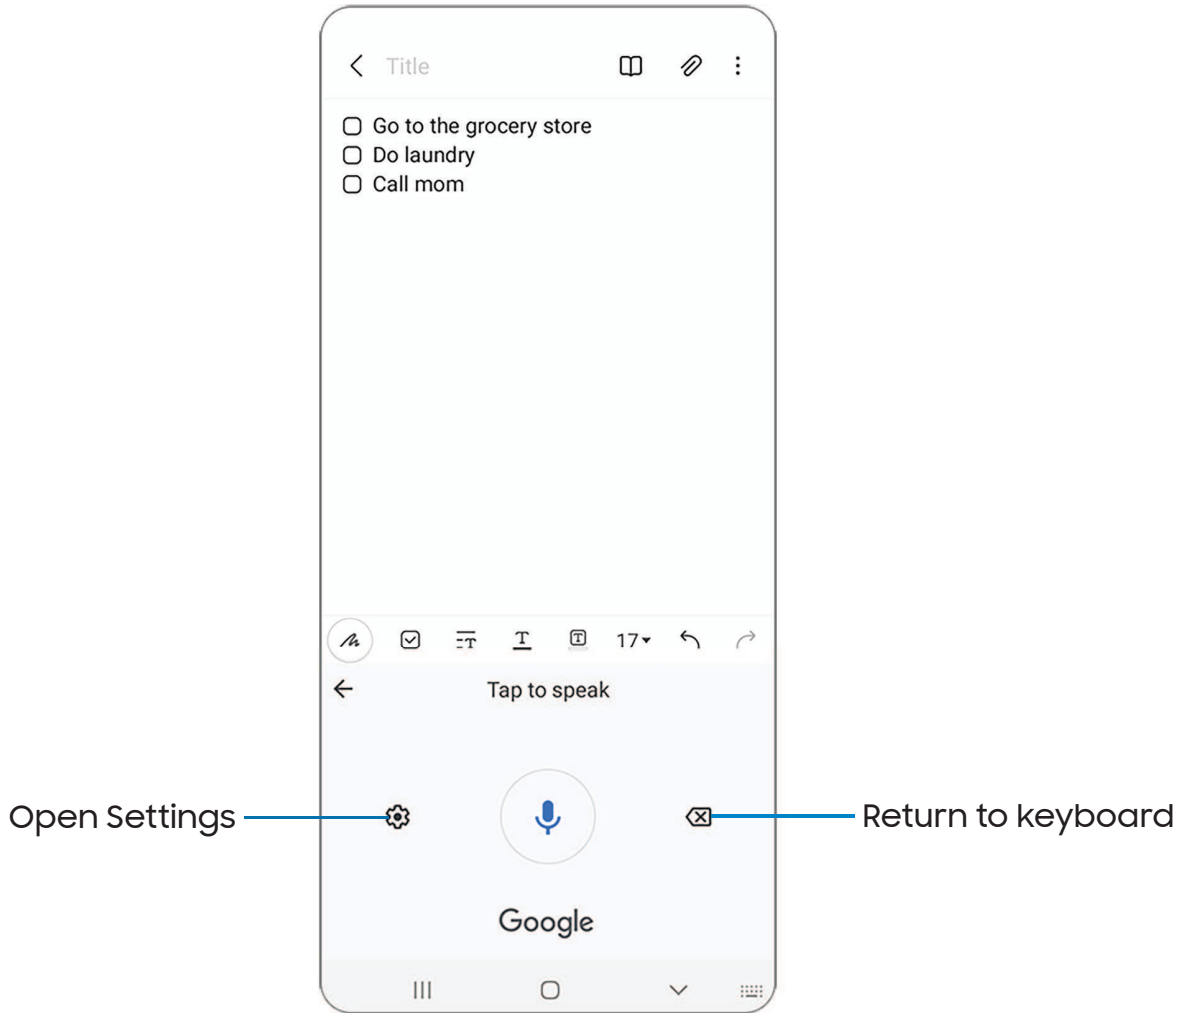 Title
Go to the grocery store
Do laundry
Call mom
17
Tap to speak
Open Settings
Return to keyboard
Google